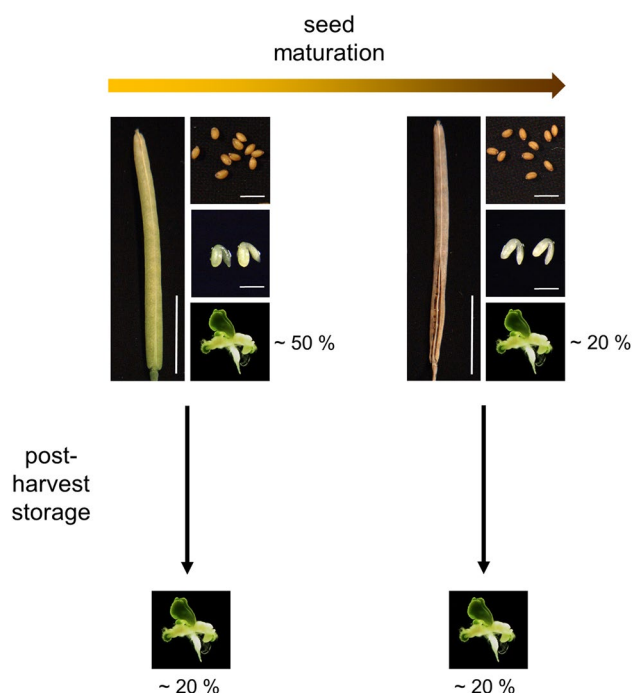 seed
maturation
~ 50 %
~ 20 %
post-
harvest
storage
~ 20 %
~ 20 %